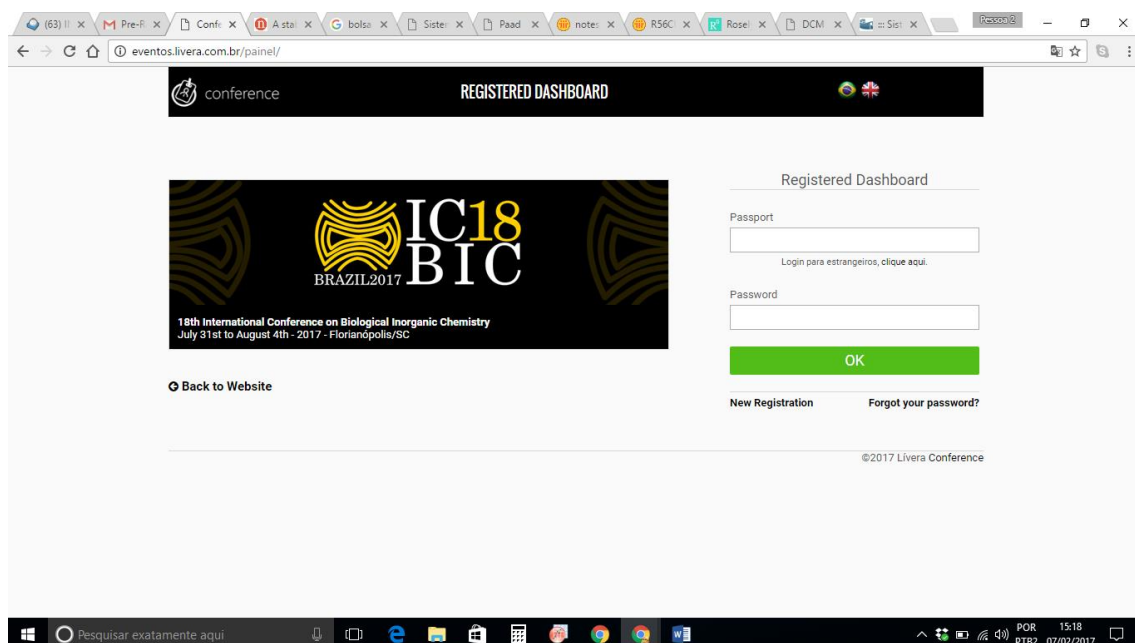 (63) II
Pre-R
Confe
A stal
bolsa
Sister
Paad
notes
R56C
Rosel
DCM
::: Sist
Pessoa 2
eventos.livera.com.br/painel/
conference
REGISTERED DASHBOARD
IC18
BIC
BRAZIL2017
18th International Conference on Biological Inorganic Chemistry
July 31st to August 4th - 2017 - Florianópolis/SC
Back to Website
Registered Dashboard
Passport
Login para estrangeiros, clique aqui.
Password
OK
New Registration
Forgot your password?
©2017 Lívera Conference
Pesquisar exatamente aqui
POR
PTB2
15:18
07/02/2017